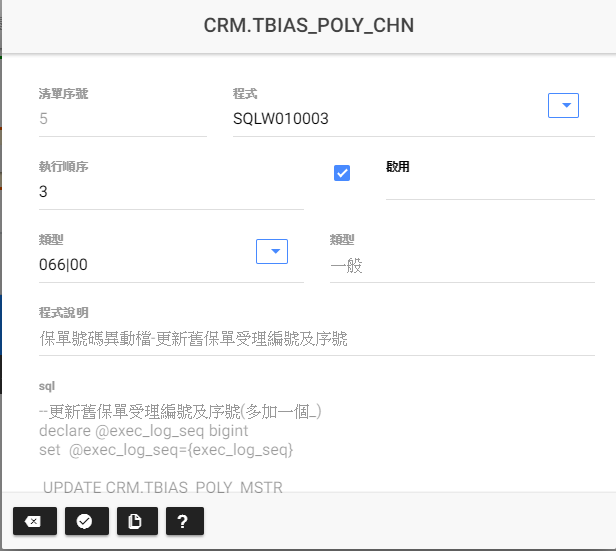 CRM.TBIAS_POLY_CHN
清單序號
程式
5
SQLW010003
執行順序
啟用
3
類型
類型
066|00
一般
程式說明
保單號碼異動檔-更新舊保單受理編號及序號
sql
--更新舊保單受理編號及序號(多加一個_)
declare @exec_log_seq bigint
set  @exec_log_seq={exec_log_seq}
UPDATE CRM.TBIAS_POLY_MSTR
?